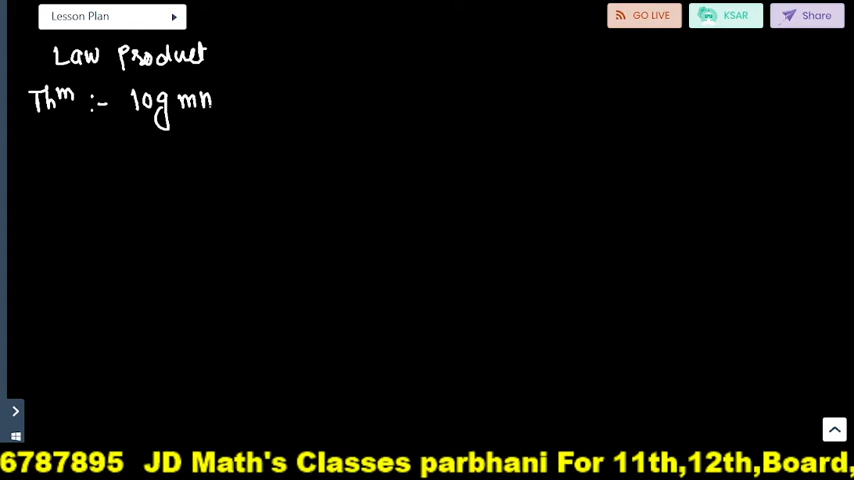 Lesson Plan
GO LIVE
KSAR
Share
Law Product
Thm :- log mn
6787895 JD Math's Classes parbhani For 11th,12th,Board,